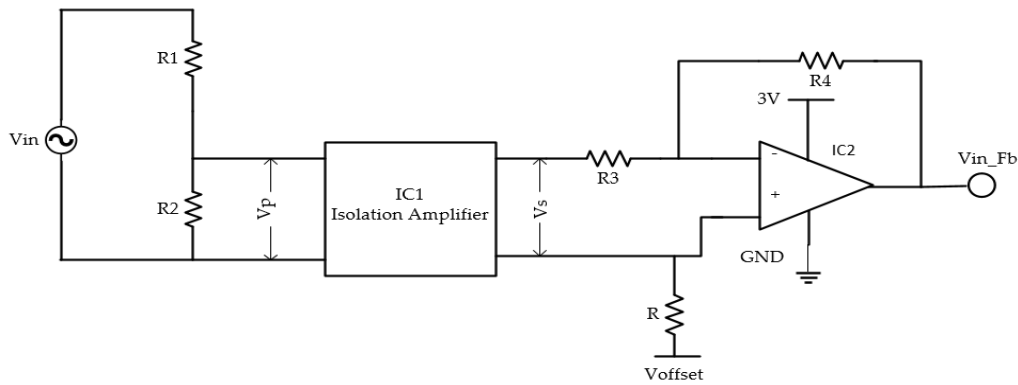 R1
R4
3V
Vin
IC2
IC1
Isolation Amplifier
R3
-
+
Vin_Fb
R2
Vp
Vs
GND
R
Voffset